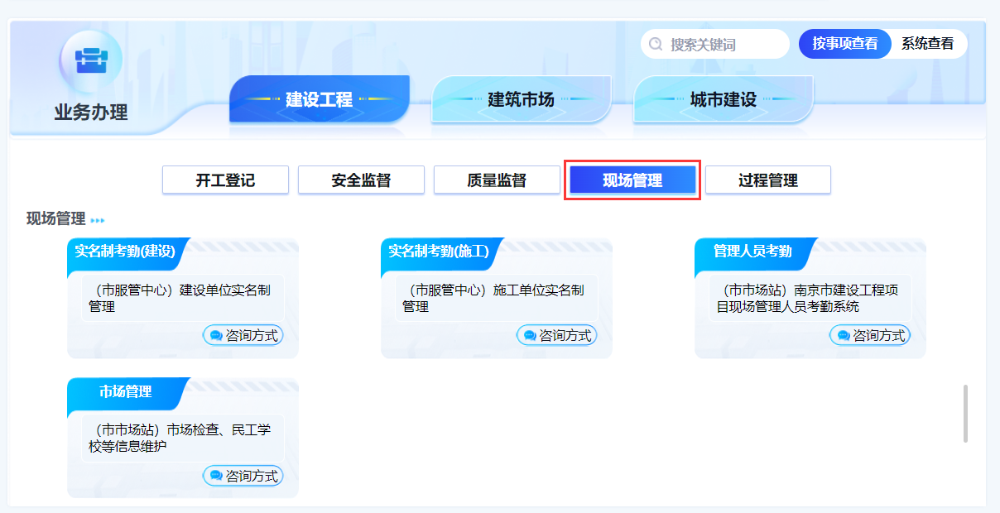 搜索关键词
按事项查看
系统查看
业务办理
建设工程
建筑市场
城市建设
开工登记
安全监督
质量监督
现场管理
过程管理
现场管理
实名制考勤(建设)
（市服管中心）建设单位实名制
管理
咨询方式
实名制考勤(施工)
（市服管中心）施工单位实名制
管理
咨询方式
管理人员考勤
（市市场站）南京市建设工程项
目现场管理人员考勤系统
咨询方式
市场管理
（市市场站）市场检查、民工学
校等信息维护
咨询方式